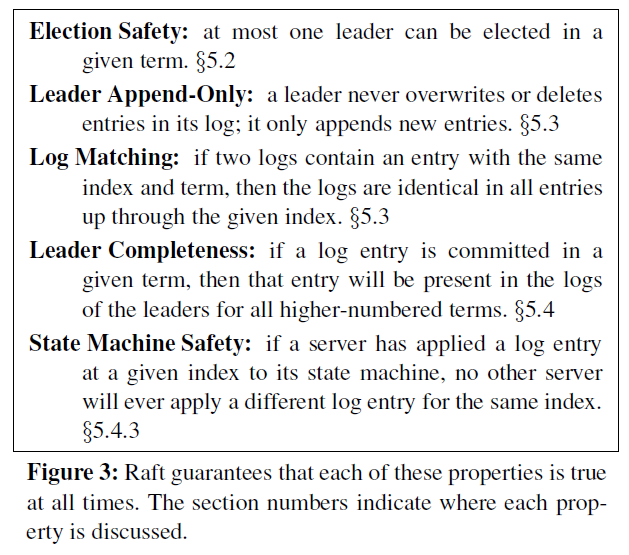 Election Safety: at most one leader can be elected in a
given term. §5.2
Leader Append-Only: a leader never overwrites or deletes
entries in its log; it only appends new entries. §5.3
Log Matching: if two logs contain an entry with the same
index and term, then the logs are identical in all entries
up through the given index. §5.3
Leader Completeness: if a log entry is committed in a
given term, then that entry will be present in the logs
of the leaders for all higher-numbered terms. §5.4
State Machine Safety: if a server has applied a log entry
at a given index to its state machine, no other server
will ever apply a different log entry for the same index.
§5.4.3
Figure 3: Raft guarantees that each of these properties is true
at all times. The section numbers indicate where each prop-
erty is discussed.